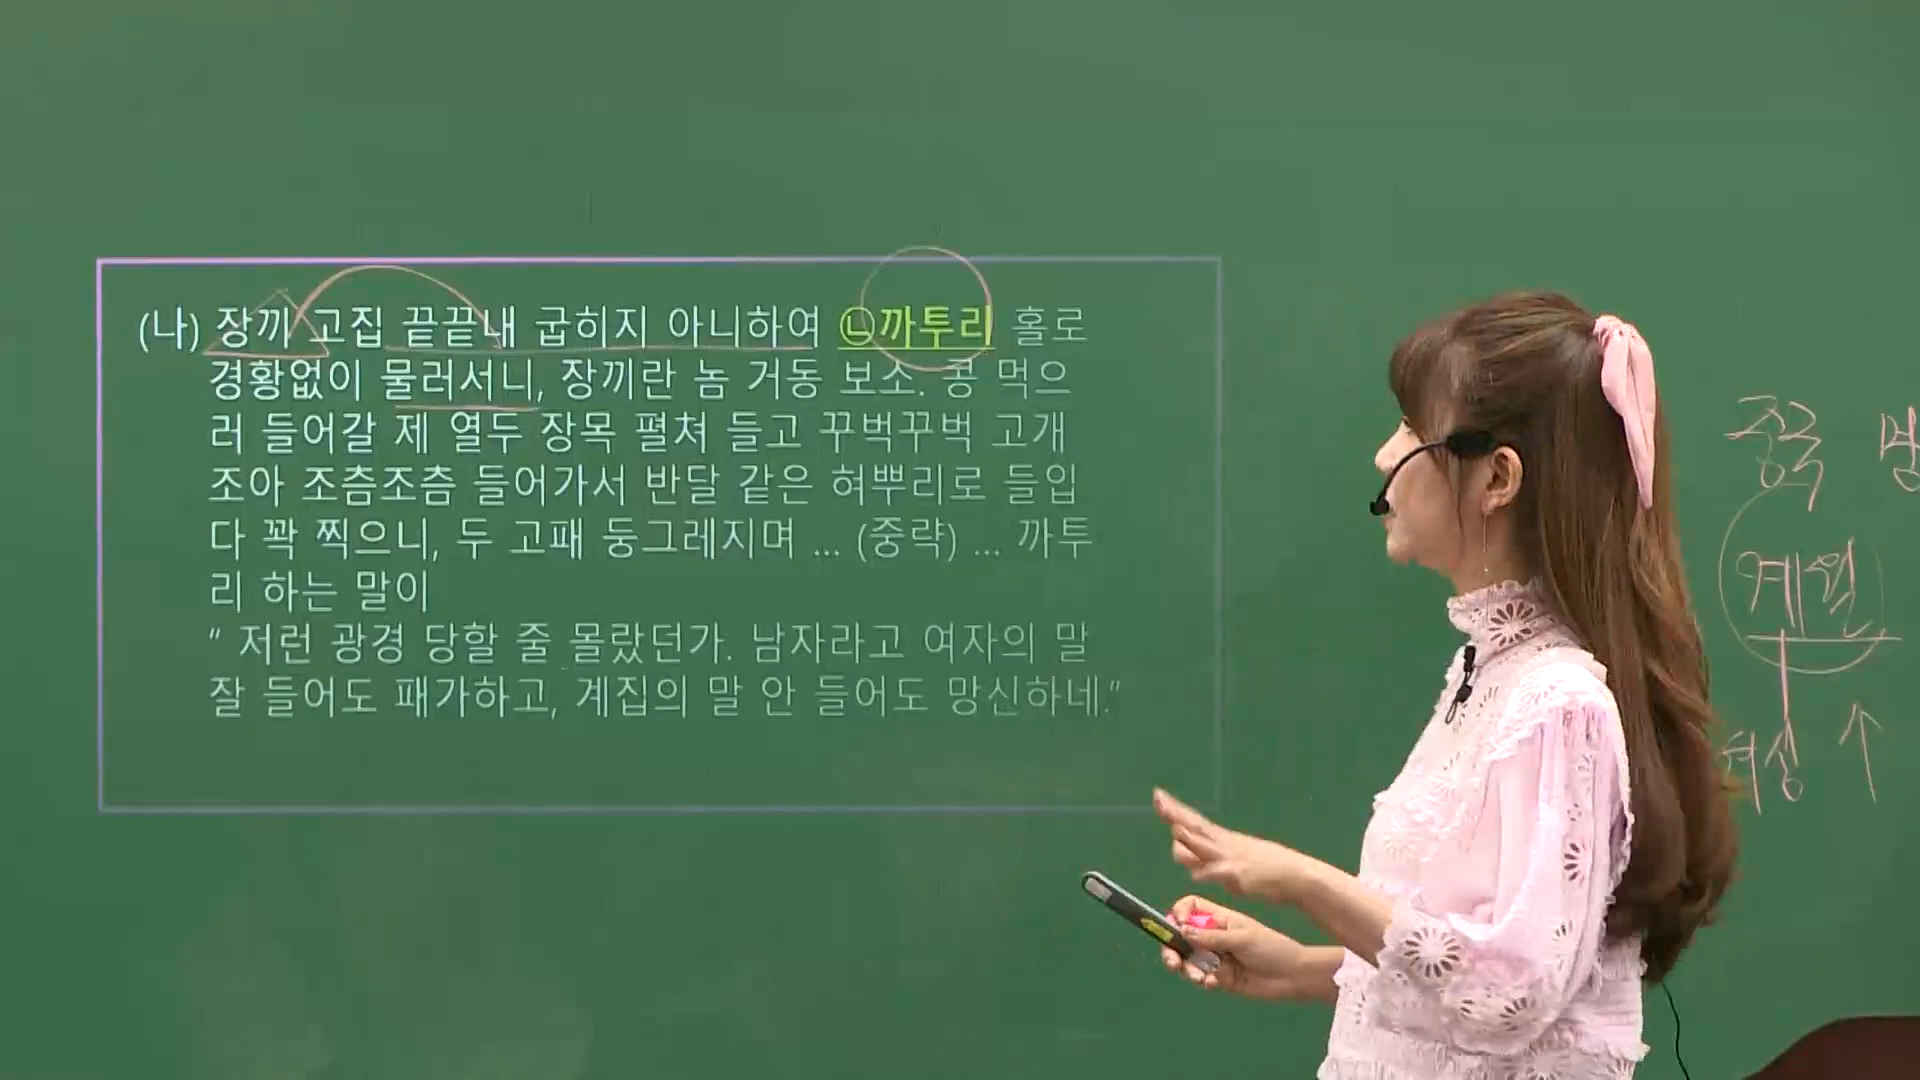 (나) 장끼 고집 끝끝내 굽히지 아니하여 ㉡까투리 홀로
경황없이 물러서니, 장끼란 놈 거동 보소. 콩 먹으
러 들어갈 제 열두 장목 펼쳐 들고 꾸벅꾸벅 고개
조아 조츰조츰 들어가서 반달 같은 혀뿌리로 들입
다 꽉 찍으니, 두 고패 둥그레지며 ... (중략) ... 까투
리 하는 말이
“ 저런 광경 당할 줄 몰랐던가. 남자라고 여자의 말
잘 들어도 패가하고, 계집의 말 안 들어도 망신하네.”
중국
계월
여성 ↑